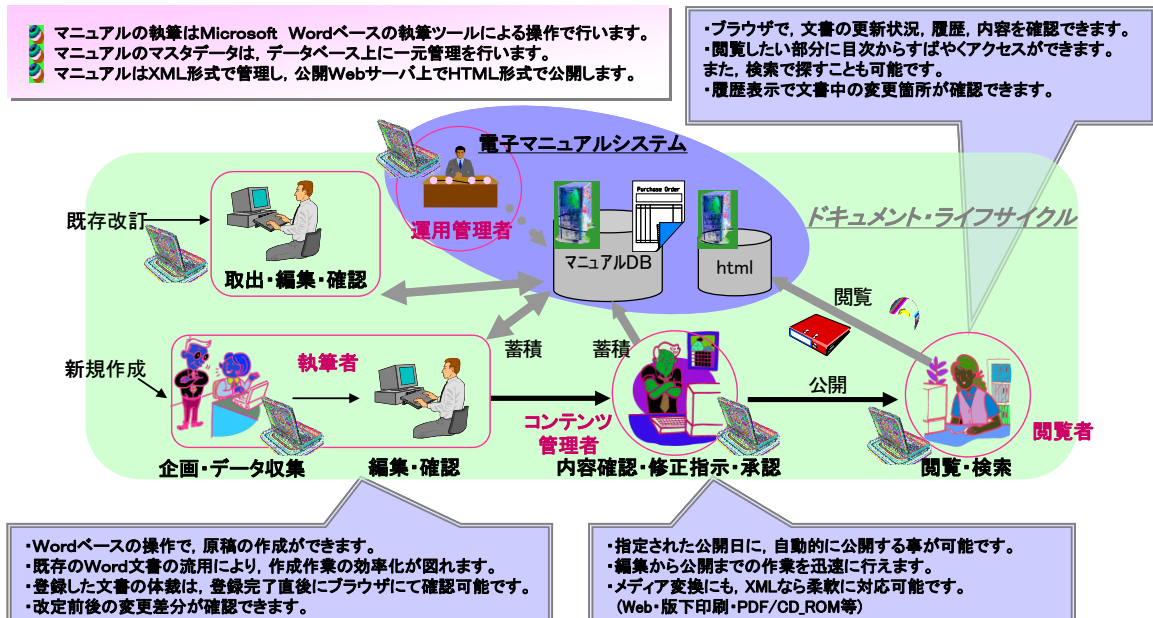 マニュアルの執筆はMicrosoft Wordベースの執筆ツールによる操作で行います。
マニュアルのマスタデータは，データベース上に一元管理を行います。
マニュアルはXML形式で管理し，公開Webサーバ上でHTML形式で公開します。
・ブラウザで，文書の更新状況，履歴，内容を確認できます。
・閲覧したい部分に目次からすばやくアクセスができます。
また，検索で探すことも可能です。
・履歴表示で文書中の変更箇所が確認できます。
電子マニュアルシステム
運用管理者
Purchase Order
マニュアルDB
html
ドキュメント・ライフサイクル
既存改訂
取出・編集・確認
閲覧
蓄積
蓄積
新規作成
執筆者
公開
コンテンツ
管理者
閲覧者
企画・データ収集
編集・確認
内容確認・修正指示・承認
閲覧・検索
・Wordベースの操作で，原稿の作成ができます。
・既存のWord文書の流用により，作成作業の効率化が図れます。
・登録した文書の体裁は，登録完了直後にブラウザにて確認可能です。
・改定前後の変更差分が確認できます。
・指定された公開日に，自動的に公開する事が可能です。
・編集から公開までの作業を迅速に行えます。
・メディア変換にも，XMLなら柔軟に対応可能です。
（Web・版下印刷・PDF/CD_ROM等）